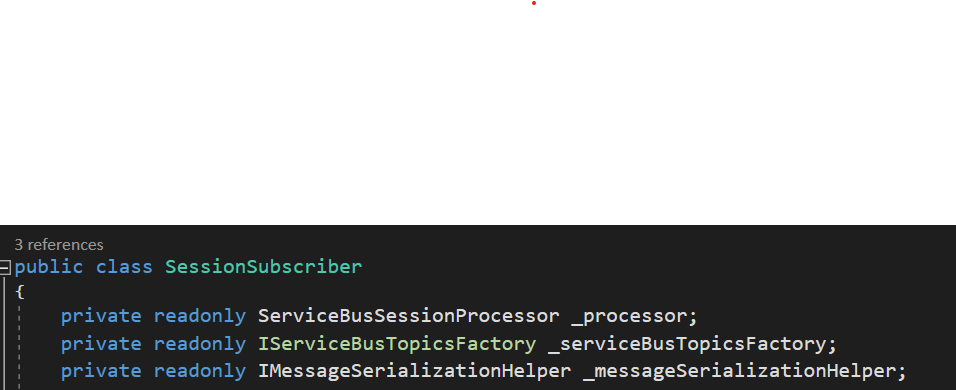 3 references
public class SessionSubscriber
{
private readonly ServiceBusSessionProcessor _processor;
private readonly IServiceBusTopicsFactory _serviceBusTopicsFactory;
private readonly IMessageSerializationHelper _messageSerializationHelper;